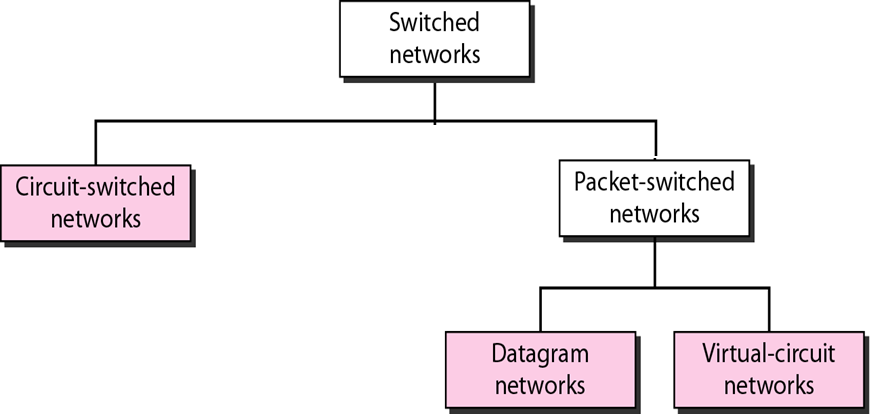 Switched
networks
Circuit-switched
networks
Packet-switched
networks
Datagram
networks
Virtual-circuit
networks